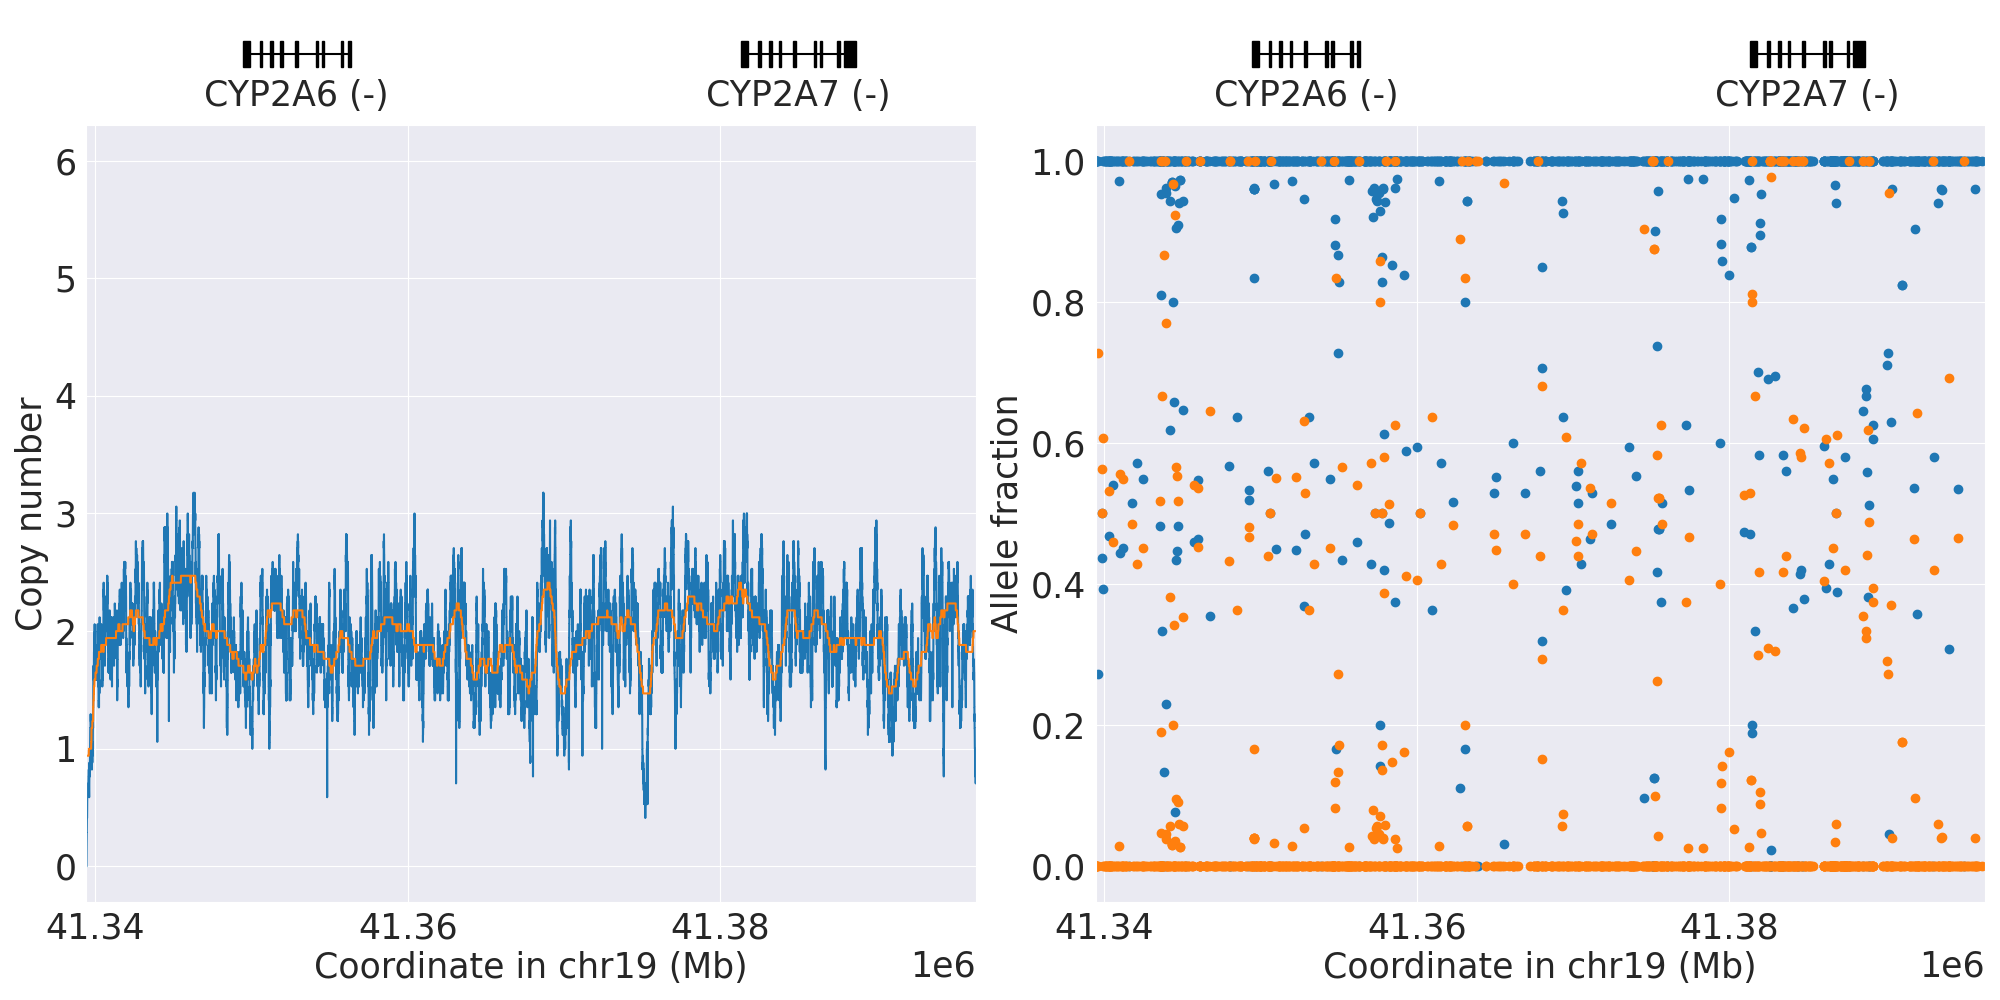 CYP2A6 (-)
CYP2A7 (-)
6
5
4
3
2
1
0
Copy number
41.34
41.36
41.38
Coordinate in chr19 (Mb)
1e6
CYP2A6 (-)
CYP2A7 (-)
1.0
0.8
0.6
0.4
0.2
0.0
Allele fraction
41.34
41.36
41.38
Coordinate in chr19 (Mb)
1e6